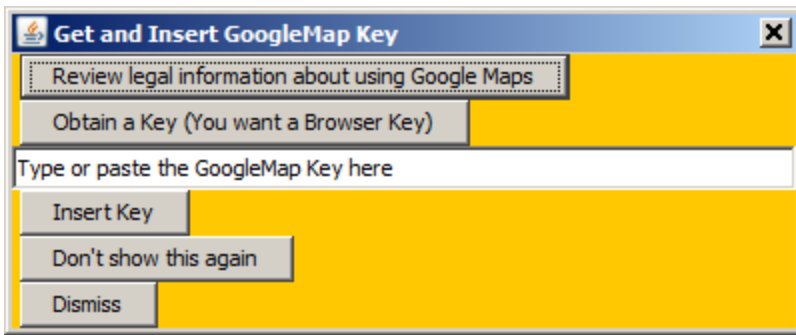 Get and Insert GoogleMap Key
Review legal information about using Google Maps
Obtain a Key (You want a Browser Key)
Type or paste the GoogleMap Key here
Insert Key
Don't show this again
Dismiss